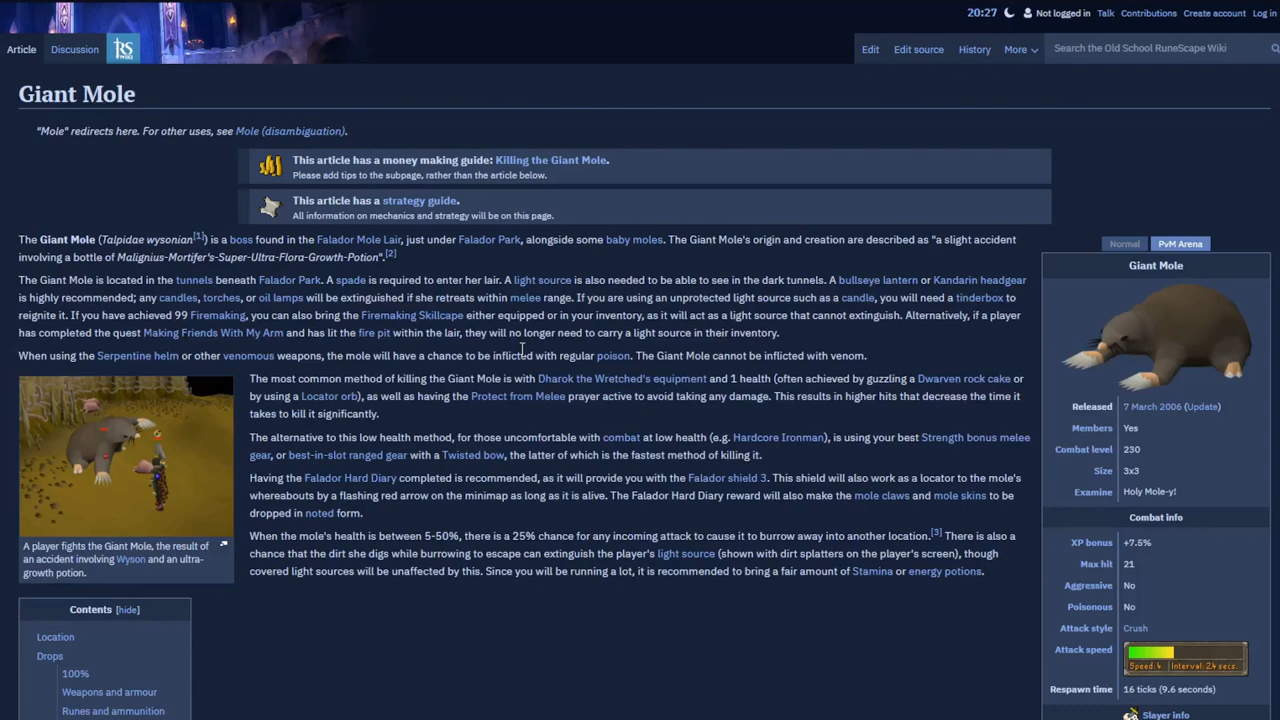 20:27 Not logged in Talk Contributions Create account Log in
Article Discussion RS WIKI Edit Edit source History More Search the Old School RuneScape Wiki
Giant Mole
"Mole" redirects here. For other uses, see Mole (disambiguation).
This article has a money making guide: Killing the Giant Mole.
Please add tips to the subpage, rather than the article below.
This article has a strategy guide.
All information on mechanics and strategy will be on this page.
The Giant Mole (Talpidae wysonian[1]) is a boss found in the Falador Mole Lair, just under Falador Park, alongside some baby moles. The Giant Mole's origin and creation are described as "a slight accident
involving a bottle of Malignius-Mortifer's-Super-Ultra-Flora-Growth-Potion".[2]
The Giant Mole is located in the tunnels beneath Falador Park. A spade is required to enter her lair. A light source is also needed to be able to see in the dark tunnels. A bullseye lantern or Kandarin headgear
is highly recommended; any candles, torches, or oil lamps will be extinguished if she retreats within melee range. If you are using an unprotected light source such as a candle, you will need a tinderbox to
reignite it. If you have achieved 99 Firemaking, you can also bring the Firemaking Skillcape either equipped or in your inventory, as it will act as a light source that cannot extinguish. Alternatively, if a player
has completed the quest Making Friends With My Arm and has lit the fire pit within the lair, they will no longer need to carry a light source in their inventory.
When using the Serpentine helm or other venomous weapons, the mole will have a chance to be inflicted with regular poison. The Giant Mole cannot be inflicted with venom.
The most common method of killing the Giant Mole is with Dharok the Wretched's equipment and 1 health (often achieved by guzzling a Dwarven rock cake or
by using a Locator orb), as well as having the Protect from Melee prayer active to avoid taking any damage. This results in higher hits that decrease the time it
takes to kill it significantly.
The alternative to this low health method, for those uncomfortable with combat at low health (e.g. Hardcore Ironman), is using your best Strength bonus melee
gear, or best-in-slot ranged gear with a Twisted bow, the latter of which is the fastest method of killing it.
Having the Falador Hard Diary completed is recommended, as it will provide you with the Falador shield 3. This shield will also work as a locator to the mole's
whereabouts by a flashing red arrow on the minimap as long as it is alive. The Falador Hard Diary reward will also make the mole claws and mole skins to be
dropped in noted form.
When the mole's health is between 5-50%, there is a 25% chance for any incoming attack to cause it to burrow away into another location.[3] There is also a
chance that the dirt she digs while burrowing to escape can extinguish the player's light source (shown with dirt splatters on the player's screen), though
covered light sources will be unaffected by this. Since you will be running a lot, it is recommended to bring a fair amount of Stamina or energy potions.
A player fights the Giant Mole, the result of
an accident involving Wyson and an ultra-
growth potion.
Contents [hide]
Location
Drops
100%
Weapons and armour
Runes and ammunition
Normal PvM Arena
Giant Mole
Released 7 March 2006 (Update)
Members Yes
Combat level 230
Size 3x3
Examine Holy Mole-y!
Combat info
XP bonus +7.5%
Max hit 21
Aggressive No
Poisonous No
Attack style Crush
Attack speed
Speed: 4 Interval: 2.4 secs.
Respawn time 16 ticks (9.6 seconds)
Slayer info